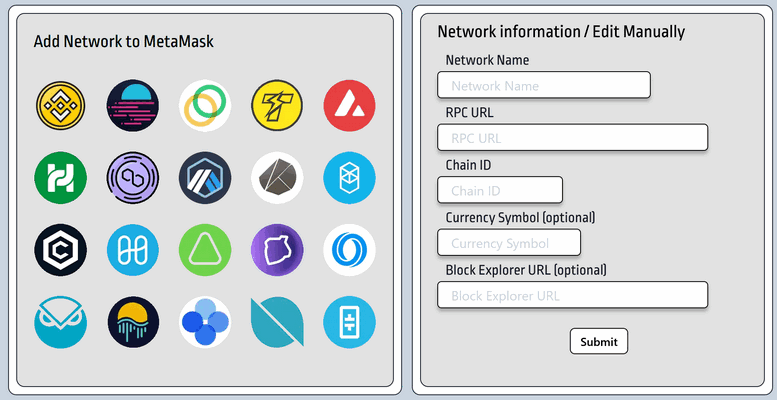 Add Network to MetaMask
Network information / Edit Manually
Network Name
Network Name
RPC URL
RPC URL
Chain ID
Chain ID
Currency Symbol (optional)
Currency Symbol
Block Explorer URL (optional)
Block Explorer URL
Submit